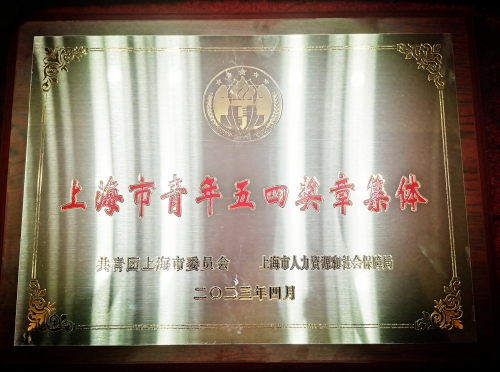 上海市青年五四奖章集体
共青团上海市委员会 上海市人力资源和社会保障局
二〇二三年四月